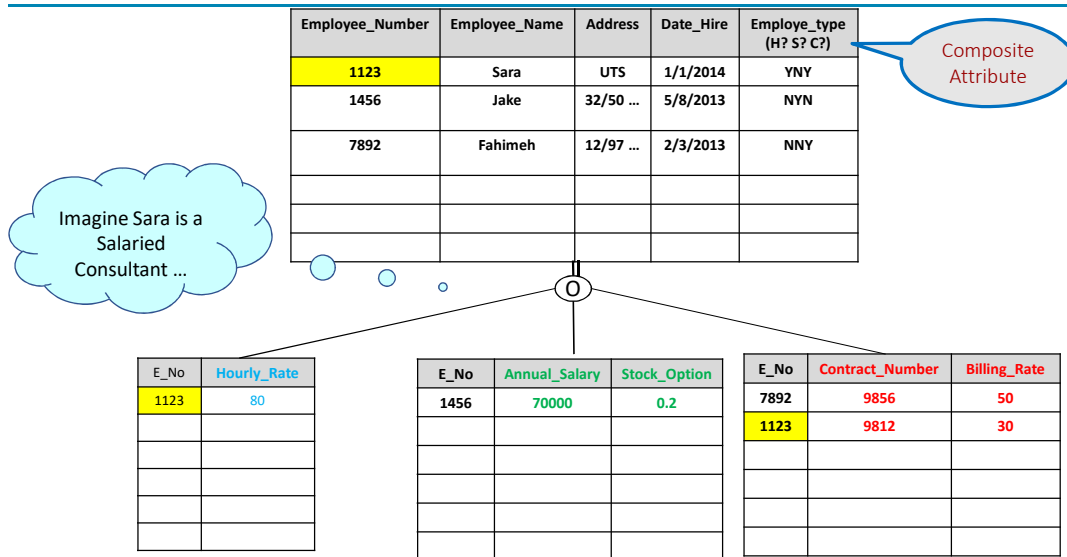 Employee_Number Employee_Name Address Date_Hire Employe_type
(H? S? C?)
1123 Sara UTS 1/1/2014 YNY
1456 Jake 32/50 ... 5/8/2013 NYN
7892 Fahimeh 12/97 ... 2/3/2013 NNY
Composite
Attribute
Imagine Sara is a
Salaried
Consultant ...
O
E_No Hourly_Rate
1123 80
E_No Annual_Salary Stock_Option
1456 70000 0.2
E_No Contract_Number Billing_Rate
7892 9856 50
1123 9812 30